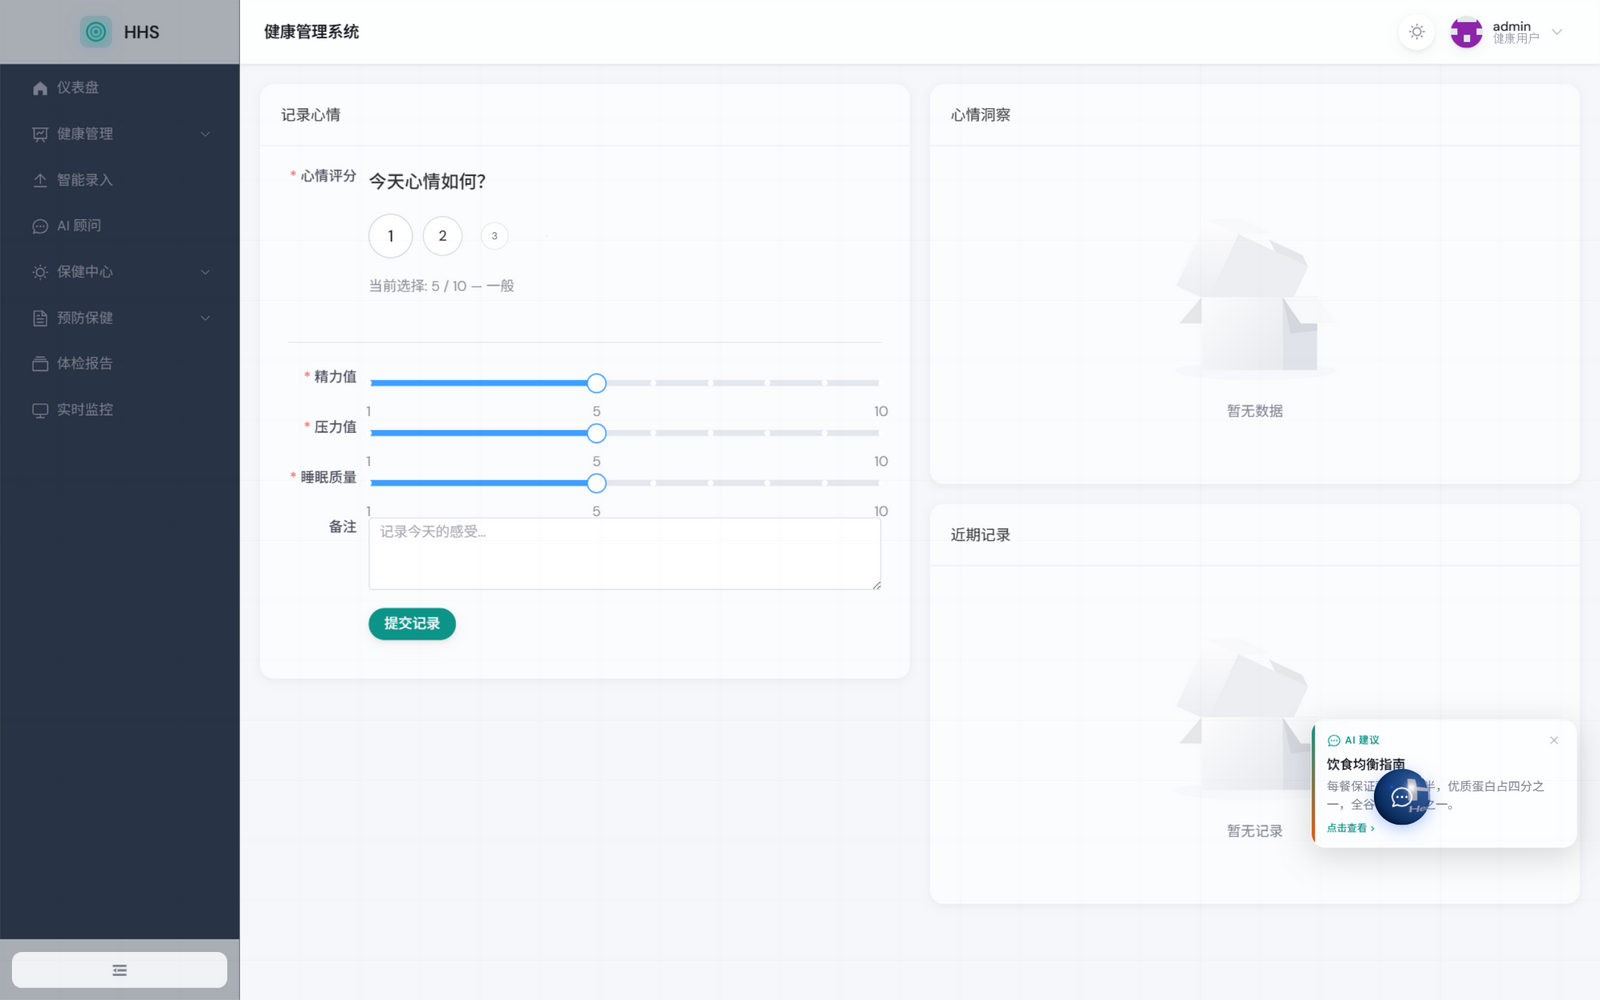 HHS
健康管理系统
admin
健康用户
仪表盘
健康管理
智能录入
AI 顾问
保健中心
预防保健
体检报告
实时监控
记录心情
* 心情评分
今天心情如何?
1
2
3
当前选择: 5 / 10 — 一般
* 精力值
1
5
10
* 压力值
1
5
10
* 睡眠质量
1
5
10
备注
记录今天的感受...
提交记录
心情洞察
暂无数据
近期记录
暂无记录
AI 建议
饮食均衡指南
每餐保证 半，优质蛋白占四分之
一，全谷 之一。
点击查看 ›